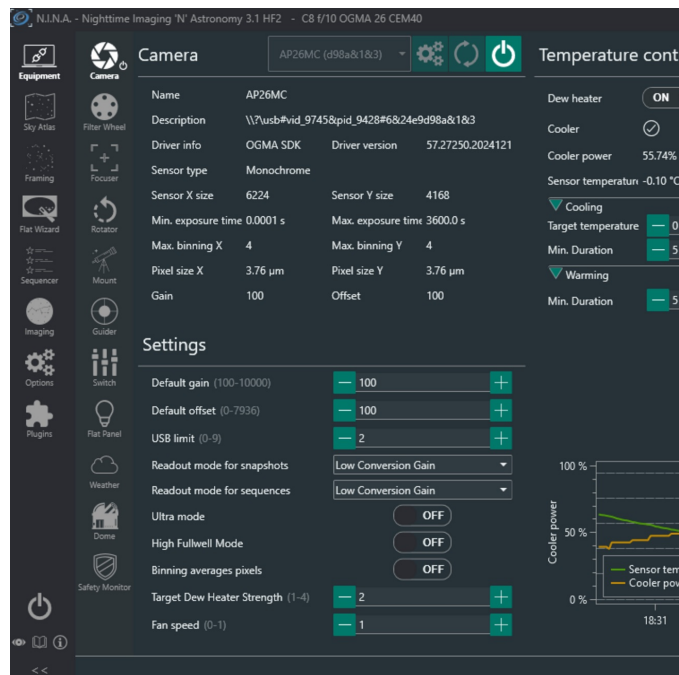 N.I.N.A. - Nighttime Imaging 'N' Astronomy 3.1 HF2 - C8 f/10 OGMA 26 CEM40
Equipment
Sky Atlas
Framing
Flat Wizard
Sequencer
Imaging
Options
Plugins
<<
Camera
Filter Wheel
Focuser
Rotator
Mount
Guider
Switch
Flat Panel
Weather
Dome
Safety Monitor
Camera AP26MC (d98a&1&3)
Name AP26MC
Description \\?\usb#vid_9745&pid_9428#6&24e9d98a&1&3
Driver info OGMA SDK Driver version 57.27250.2024121
Sensor type Monochrome
Sensor X size 6224 Sensor Y size 4168
Min. exposure time 0.0001 s Max. exposure time 3600.0 s
Max. binning X 4 Max. binning Y 4
Pixel size X 3.76 µm Pixel size Y 3.76 µm
Gain 100 Offset 100
Settings
Default gain (100-10000) 100
Default offset (0-7936) 100
USB limit (0-9) 2
Readout mode for snapshots Low Conversion Gain
Readout mode for sequences Low Conversion Gain
Ultra mode OFF
High Fullwell Mode OFF
Binning averages pixels OFF
Target Dew Heater Strength (1-4) 2
Fan speed (0-1) 1
Temperature cont
Dew heater ON
Cooler
Cooler power 55.74%
Sensor temperature -0.10 °C
Cooling
Target temperature 0
Min. Duration 5
Warming
Min. Duration 5
100 %
50 %
0 %
Cooler power
Sensor tem
Cooler pow
18:31